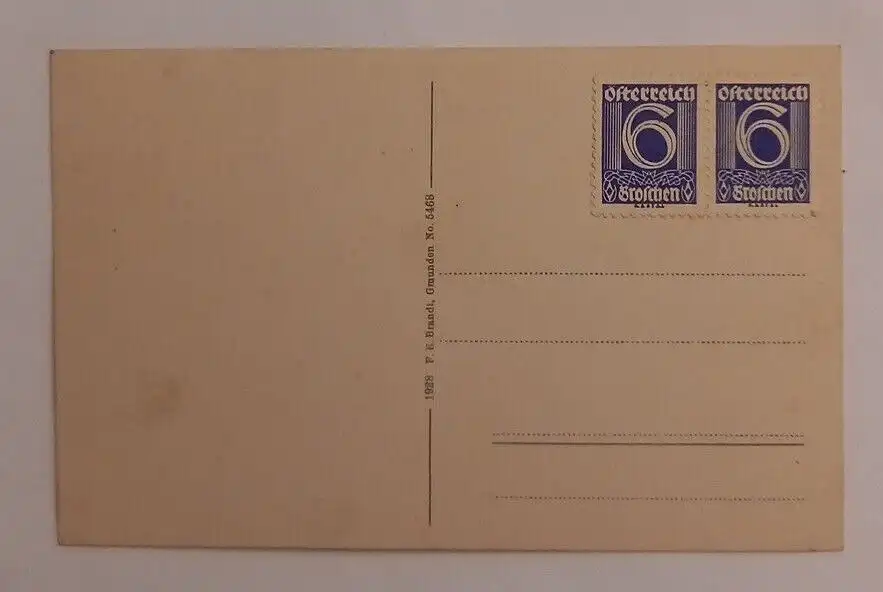 Österreich
6
Groschen
Österreich
6
Groschen
1928 F. E. Brandt, Gmunden No. 5468